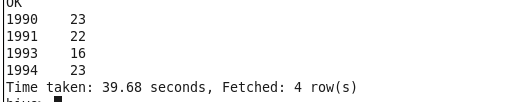 OK
1990    23
1991    22
1993    16
1994    23
Time taken: 39.68 seconds, Fetched: 4 row(s)
hive>